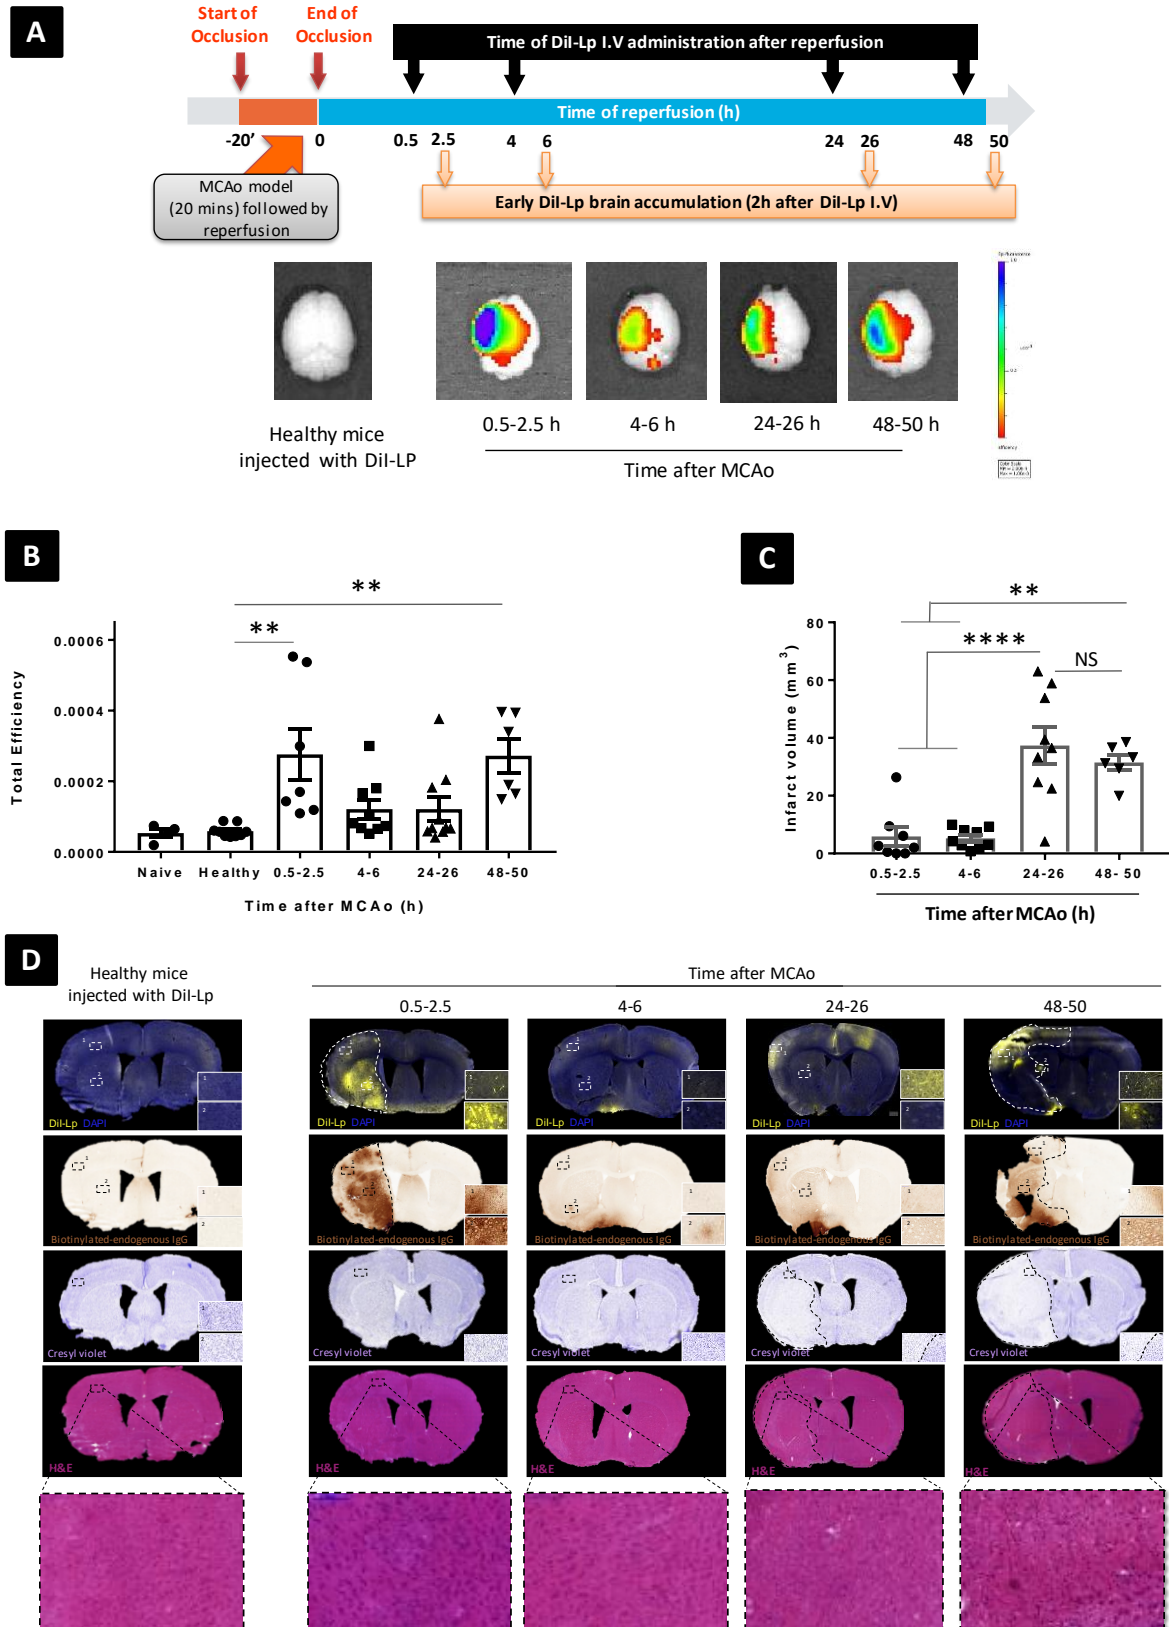 A
Start of
Occlusion
End of
Occlusion
Time of DiI-Lp I.V administration after reperfusion
Time of reperfusion (h)
-20’ 0 0.5 2.5 4 6 24 26 48 50
MCAo model
(20 mins) followed by
reperfusion
Early DiI-Lp brain accumulation (2h after DiI-Lp I.V)
Healthy mice
injected with DiI-LP
0.5-2.5 h 4-6 h 24-26 h 48-50 h
Time after MCAo
B
**
**
0.0006
0.0004
0.0002
0.0000
Total Efficiency
Naive Healthy 0.5-2.5 4-6 24-26 48-50
Time after MCAo (h)
C
**
****
NS
80
60
40
20
0
Infarct volume (mm3)
0.5-2.5 4-6 24-26 48- 50
Time after MCAo (h)
D
Healthy mice
injected with DiI-Lp
Time after MCAo
0.5-2.5 4-6 24-26 48-50
DiI-Lp DAPI DiI-Lp DAPI DiI-Lp DAPI DiI-Lp DAPI DiI-Lp DAPI
Biotinylated-endogenous IgG Biotinylated-endogenous IgG Biotinylated-endogenous IgG Biotinylated-endogenous IgG Biotinylated-endogenous IgG
Cresyl violet Cresyl violet Cresyl violet Cresyl violet Cresyl violet
H&E H&E H&E H&E H&E